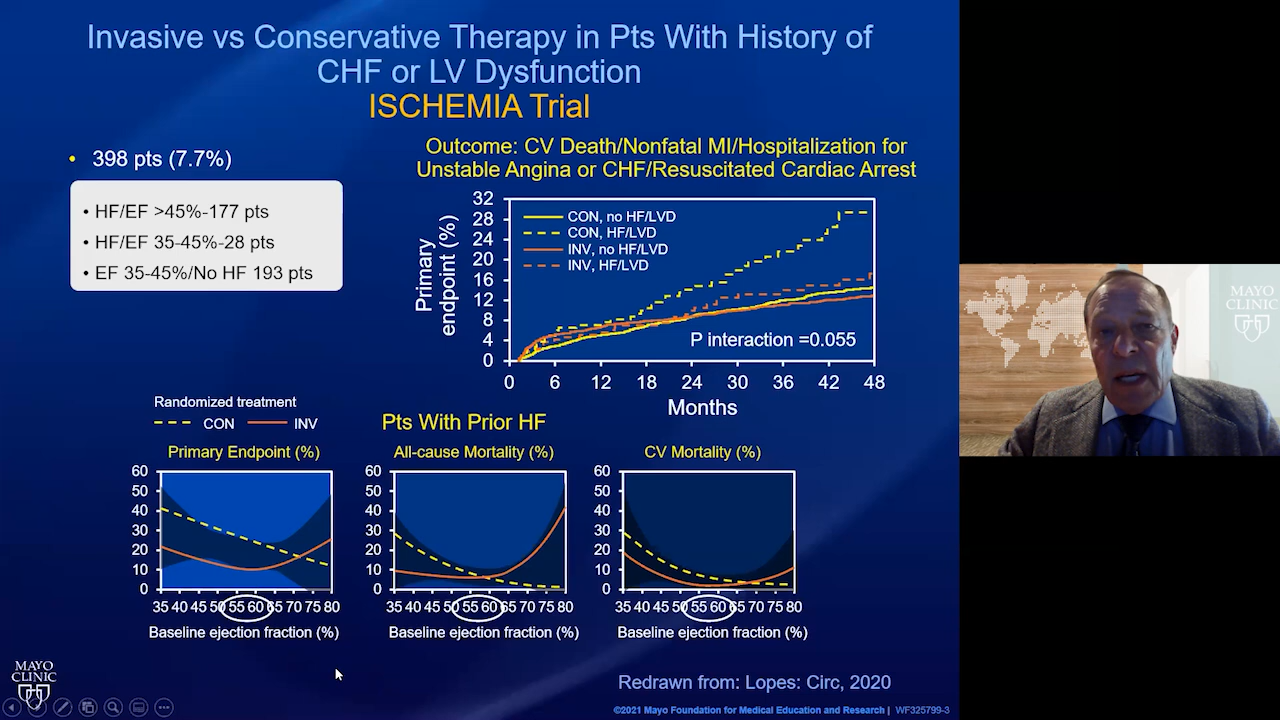 Invasive vs Conservative Therapy in Pts With History of
CHF or LV Dysfunction
ISCHEMIA Trial
• 398 pts (7.7%)
• HF/EF >45%-177 pts
• HF/EF 35-45%-28 pts
• EF 35-45%/No HF 193 pts
Outcome: CV Death/Nonfatal MI/Hospitalization for
Unstable Angina or CHF/Resuscitated Cardiac Arrest
Primary
endpoint (%)
32
28
24
20
16
12
8
4
0
CON, no HF/LVD
CON, HF/LVD
INV, no HF/LVD
INV, HF/LVD
P interaction =0.055
0 6 12 18 24 30 36 42 48
Months
Randomized treatment
CON INV
Pts With Prior HF
Primary Endpoint (%)
60
50
40
30
20
10
0
35 40 45 50 55 60 65 70 75 80
Baseline ejection fraction (%)
All-cause Mortality (%)
60
50
40
30
20
10
0
35 40 45 50 55 60 65 70 75 80
Baseline ejection fraction (%)
CV Mortality (%)
60
50
40
30
20
10
0
35 40 45 50 55 60 65 70 75 80
Baseline ejection fraction (%)
MAYO
CLINIC
Redrawn from: Lopes: Circ, 2020
©2021 Mayo Foundation for Medical Education and Research | WF325799-3
MAYO
CLINIC